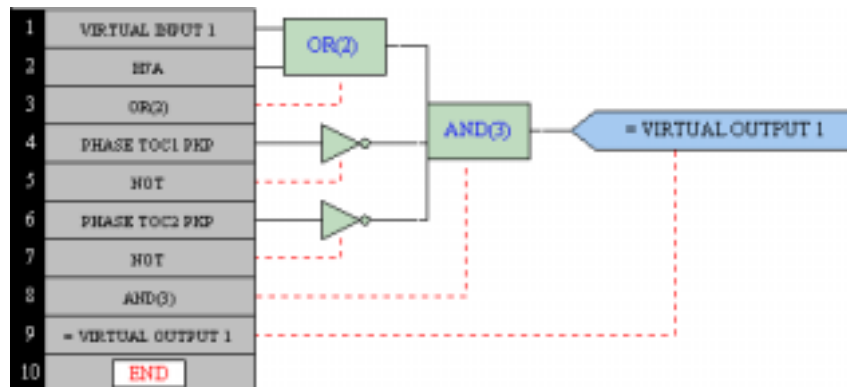 1 VIRTUAL INPUT 1
2 H7A
3 OR(2)
4 PHASE TOC1 PKP
5 NOT
6 PHASE TOC2 PKP
7 NOT
8 AND(3)
9 = VIRTUAL OUTPUT 1
10 END
OR(2)
AND(3)
= VIRTUAL OUTPUT 1